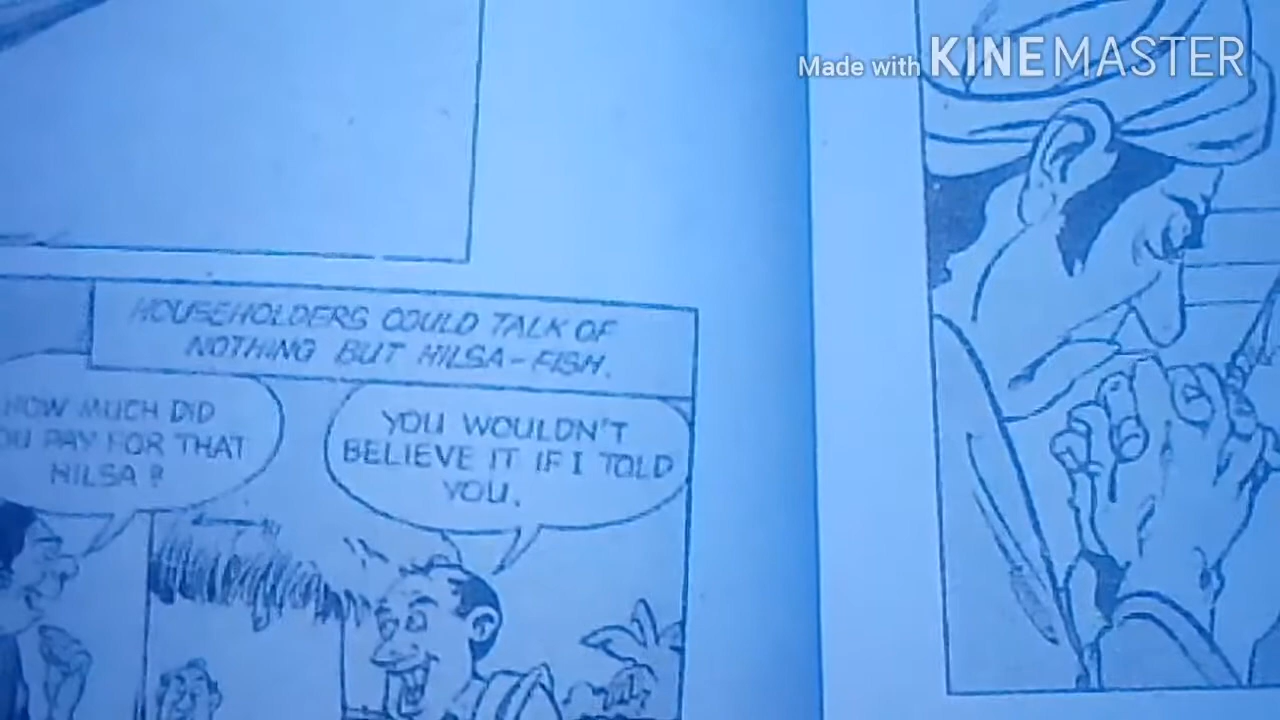 Made with KINEMASTER
HOUSEHOLDERS COULD TALK OF
NOTHING BUT HILSA-FISH.
HOW MUCH DID
OU PAY FOR THAT
HILSA?
YOU WOULDN'T
BELIEVE IT IF I TOLD
YOU.